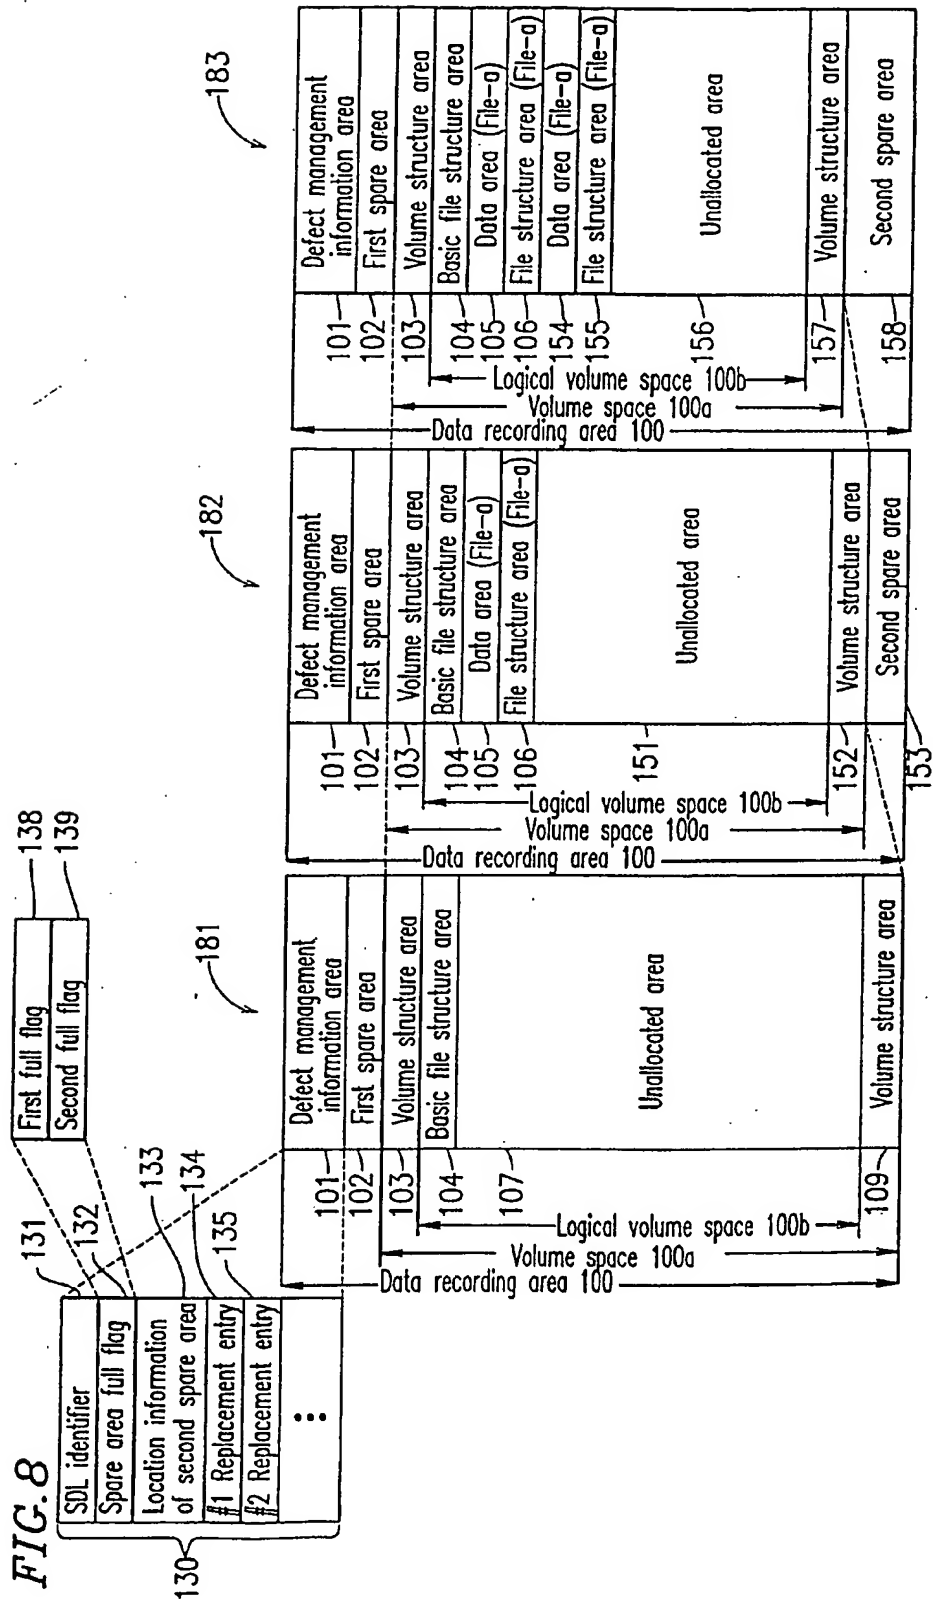 FIG.8
130
SDL identifier
Spare area full flag
Location information
of second spare area
#1 Replacement entry
#2 Replacement entry
131
132
133
134
135
First full flag
Second full flag
138
139
181
Defect management
information area
First spare area
Volume structure area
Basic file structure area
Unallocated area
Volume structure area
101
102
103
104
107
109
Logical volume space 100b
Volume space 100a
Data recording area 100
182
Defect management
information area
First spare area
Volume structure area
Basic file structure area
Data area (File-a)
File structure area (File-a)
Unallocated area
Volume structure area
Second spare area
101
102
103
104
105
106
151
152
153
Logical volume space 100b
Volume space 100a
Data recording area 100
183
Defect management
information area
First spare area
Volume structure area
Basic file structure area
Data area (File-a)
File structure area (File-a)
Data area (File-a)
File structure area (File-a)
Unallocated area
Volume structure area
Second spare area
101
102
103
104
105
106
154
155
156
157
158
Logical volume space 100b
Volume space 100a
Data recording area 100